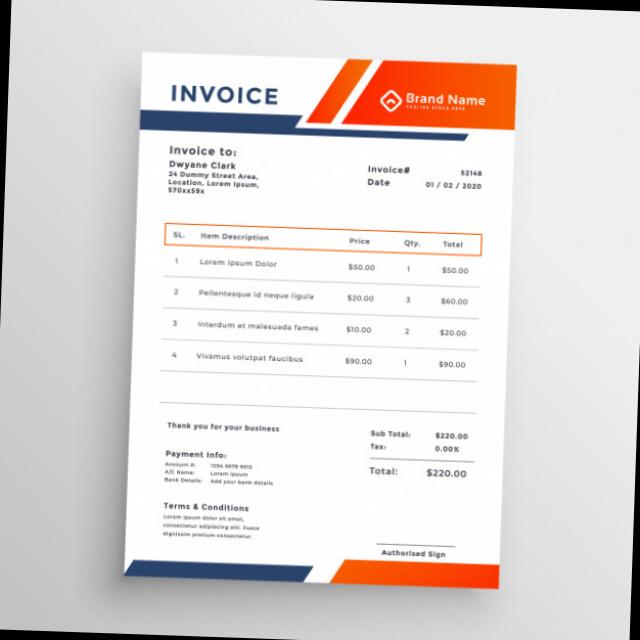 INVOICE
Brand Name
TAGLINE SPACE HERE
Invoice to:
Dwyane Clark
24 Dummy Street Area,
Location, Lorem Ipsum,
570xx59x
Invoice# 52148
Date 01 / 02 / 2020
SL. Item Description Price Qty. Total
1 Lorem Ipsum Dolor $50.00 1 $50.00
2 Pellentesque id neque ligula $20.00 3 $60.00
3 Interdum et malesuada fames $10.00 2 $20.00
4 Vivamus volutpat faucibus $90.00 1 $90.00
Thank you for your business
Sub Total: $220.00
Tax: 0.00%
Total: $220.00
Payment Info:
Account #: 1234 5678 9012
A/C Name: Lorem Ipsum
Bank Details: Add your bank details
Terms & Conditions
Lorem ipsum dolor sit amet,
consectetur adipiscing elit. Fusce
dignissim pretium consectetur.
Authorised Sign